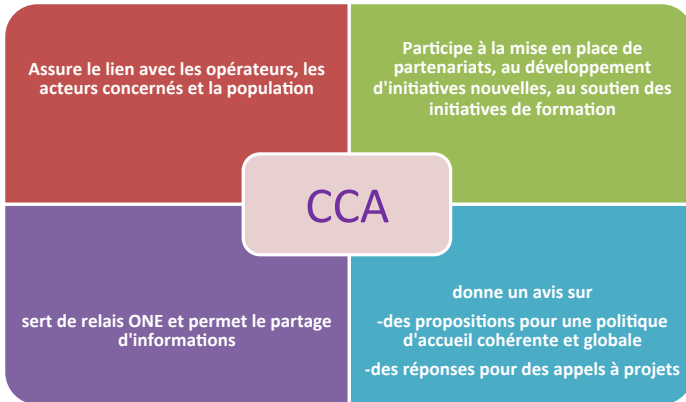 Assure le lien avec les opérateurs, les
acteurs concernés et la population
Participe à la mise en place de
partenariats, au développement
d'initiatives nouvelles, au soutien des
initiatives de formation
CCA
sert de relais ONE et permet le partage
d'informations
donne un avis sur
-des propositions pour une politique
d'accueil cohérente et globale
-des réponses pour des appels à projets